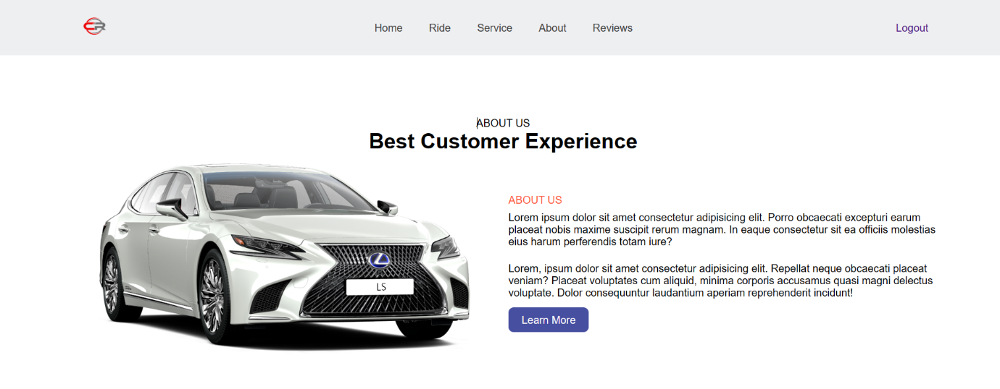 CR
Home Ride Service About Reviews Logout
ABOUT US
Best Customer Experience
ABOUT US
Lorem ipsum dolor sit amet consectetur adipisicing elit. Porro obcaecati excepturi earum
placeat nobis maxime suscipit rerum magnam. In eaque consectetur sit ea officiis molestias
eius harum perferendis totam iure?
Lorem, ipsum dolor sit amet consectetur adipisicing elit. Repellat neque obcaecati placeat
veniam? Placeat voluptates cum aliquid, minima corporis accusamus quasi magni delectus
voluptate. Dolor consequuntur laudantium aperiam reprehenderit incidunt!
LS
Learn More